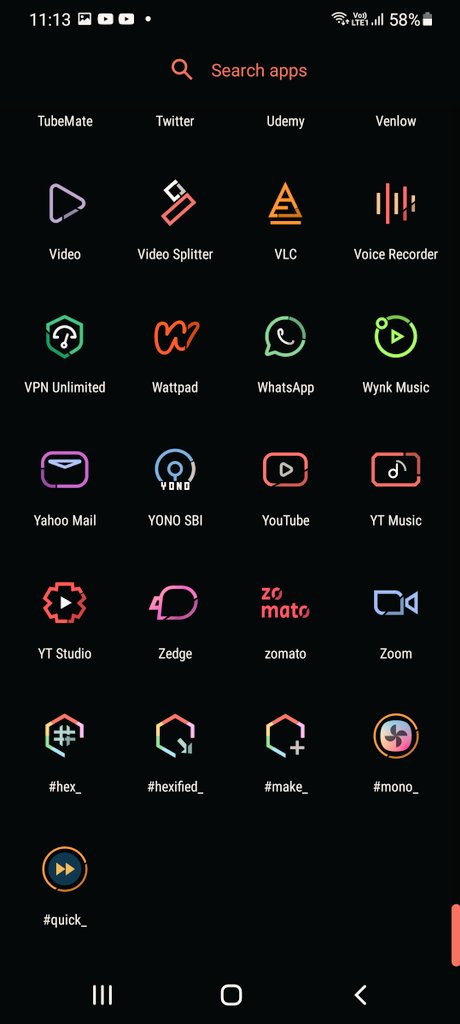 11:13 Vo)) LTE1 58%
Search apps
TubeMate Twitter Udemy Venlow
Video Video Splitter VLC Voice Recorder
VPN Unlimited Wattpad WhatsApp Wynk Music
YONO
Yahoo Mail YONO SBI YouTube YT Music
zomato
YT Studio Zedge zomato Zoom
#hex_ #hexified_ #make_ #mono_
#quick_